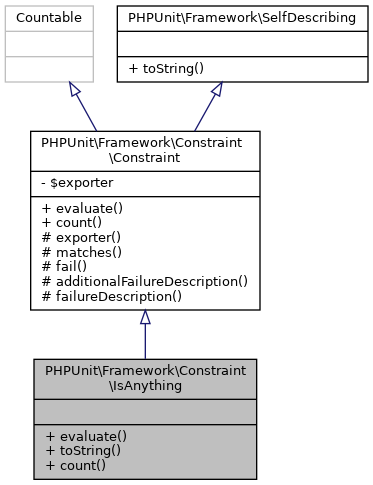 Countable
PHPUnit\Framework\SelfDescribing
+ toString()
PHPUnit\Framework\Constraint
\Constraint
- $exporter
+ evaluate()
+ count()
# exporter()
# matches()
# fail()
# additionalFailureDescription()
# failureDescription()
PHPUnit\Framework\Constraint
\IsAnything
+ evaluate()
+ toString()
+ count()